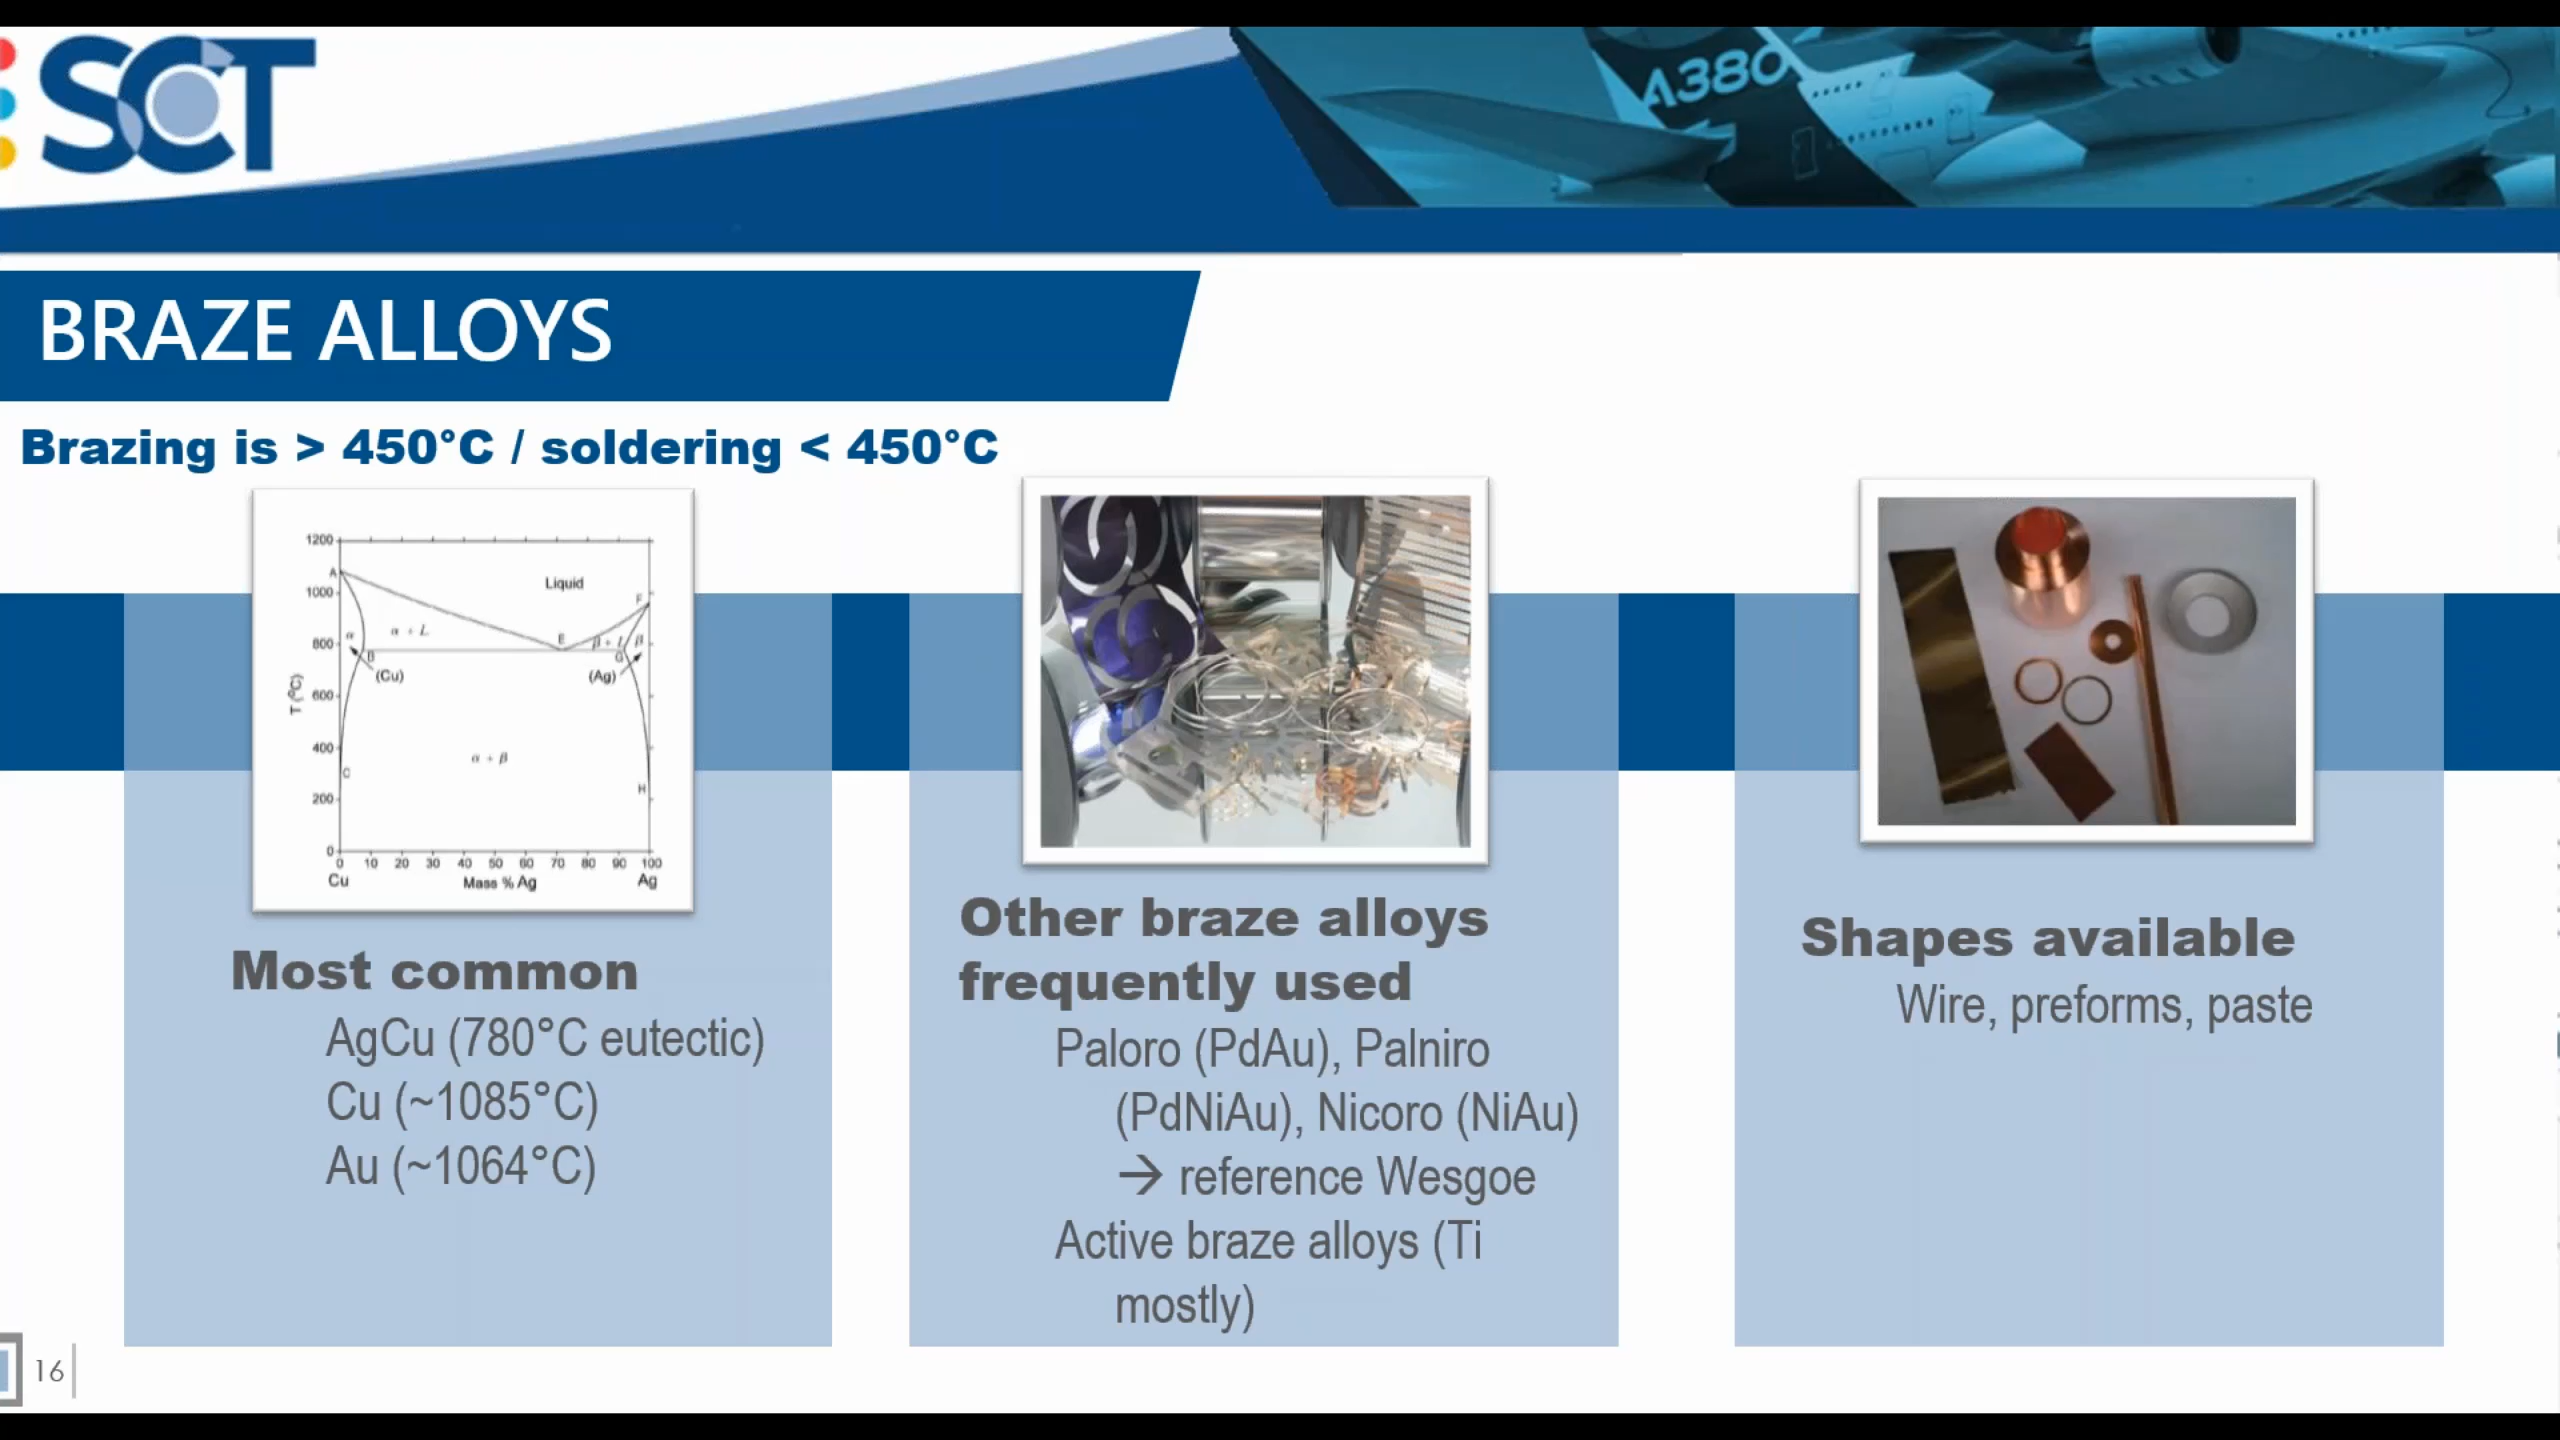 SCT
A380
BRAZE ALLOYS
Brazing is > 450°C / soldering < 450°C
1200
1000
800
600
400
200
0
T (°C)
A
Liquid
F
α
α + L
E
β + L
β
B
G
(Cu)
(Ag)
C
α + β
H
0 10 20 30 40 50 60 70 80 90 100
Cu
Mass % Ag
Ag
Most common
AgCu (780°C eutectic)
Cu (~1085°C)
Au (~1064°C)
Other braze alloys
frequently used
Paloro (PdAu), Palniro
(PdNiAu), Nicoro (NiAu)
→ reference Wesgoe
Active braze alloys (Ti
mostly)
Shapes available
Wire, preforms, paste
16